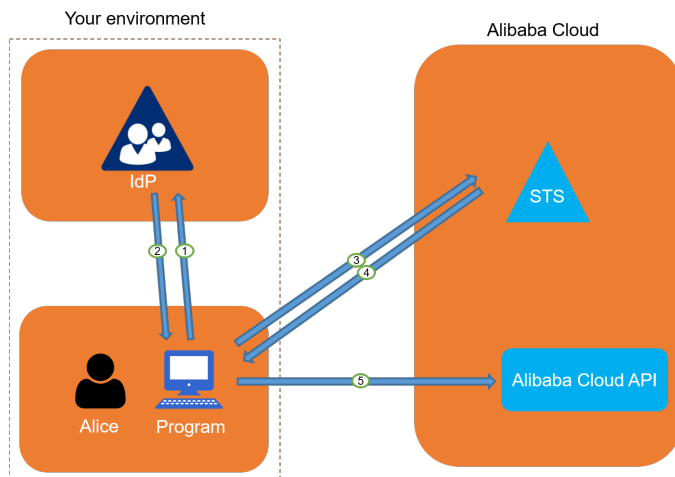 Your environment
Alibaba Cloud
IdP
STS
2
1
3
4
5
Alibaba Cloud API
Alice
Program